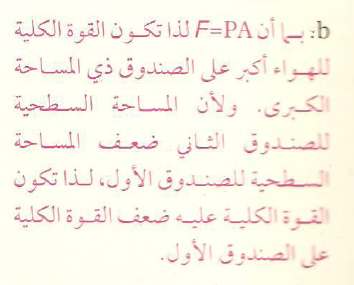 b: بما أن F=PA لذا تكون القوة الكلية
للهواء أكبر على الصندوق ذي المساحة
الكبرى. ولأن المساحة السطحية
للصندوق الثاني ضعف المساحة
السطحية للصندوق الأول، لذا تكون
القوة الكلية عليه ضعف القوة الكلية
على الصندوق الأول.